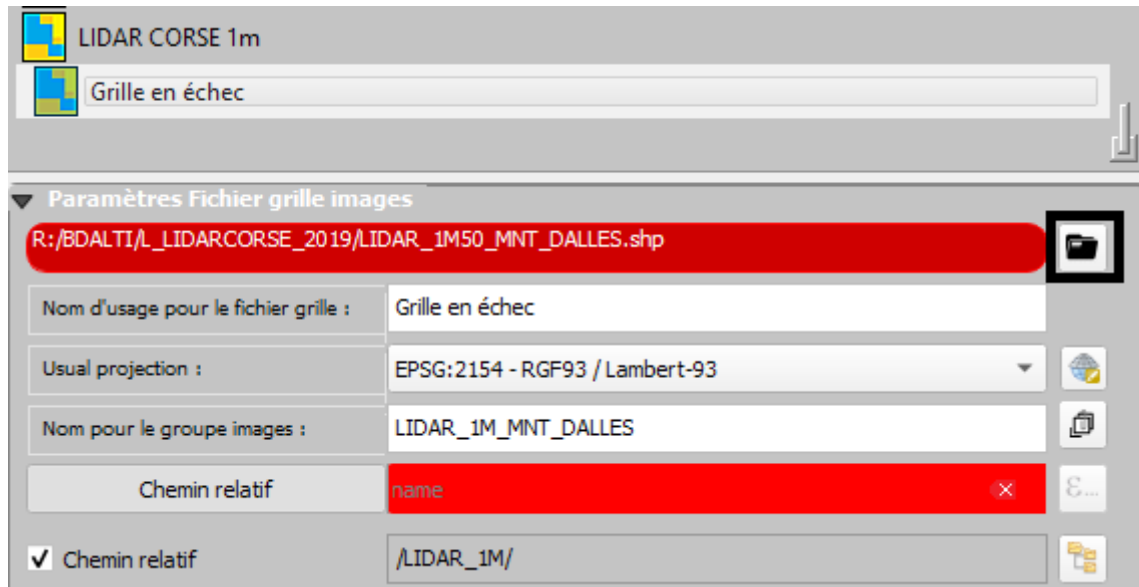 LIDAR CORSE 1m
Grille en échec
Paramètres Fichier grille images
R:/BDALTI/L_LIDARCORSE_2019/LIDAR_1M50_MNT_DALLES.shp
Nom d'usage pour le fichier grille : Grille en échec
Usual projection : EPSG:2154 - RGF93 / Lambert-93
Nom pour le groupe images : LIDAR_1M_MNT_DALLES
Chemin relatif name ε...
Chemin relatif /LIDAR_1M/